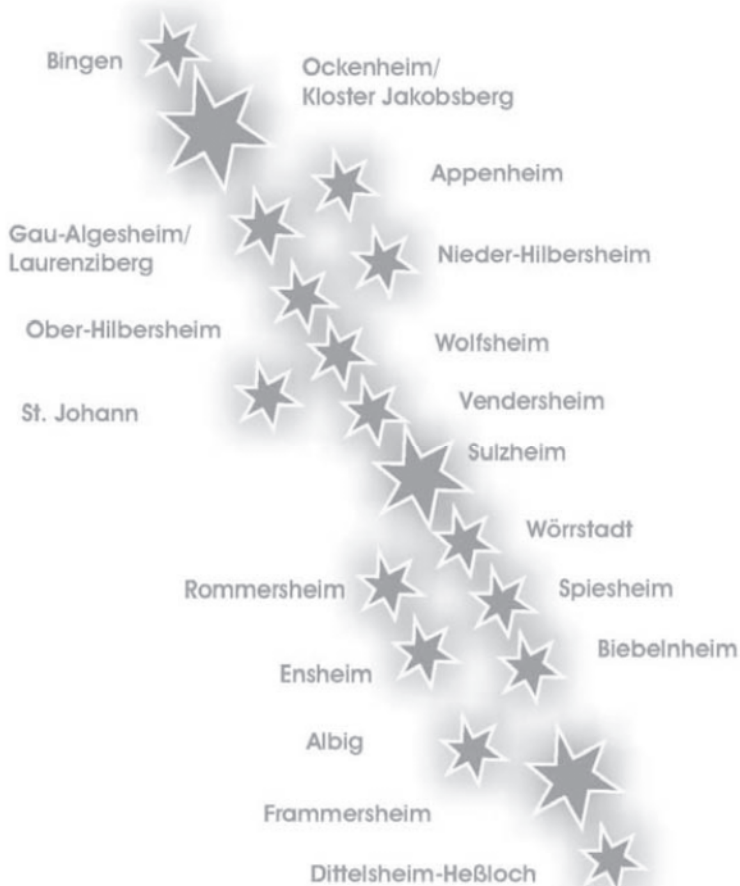 Bingen
Ockenheim/
Kloster Jakobsberg
Appenheim
Gau-Algesheim/
Laurenziberg
Nieder-Hilbersheim
Ober-Hilbersheim
Wolfsheim
Vendersheim
St. Johann
Sulzheim
Wörrstadt
Rommersheim
Spiesheim
Biebelnheim
Ensheim
Albig
Frammersheim
Dittelsheim-Heßloch